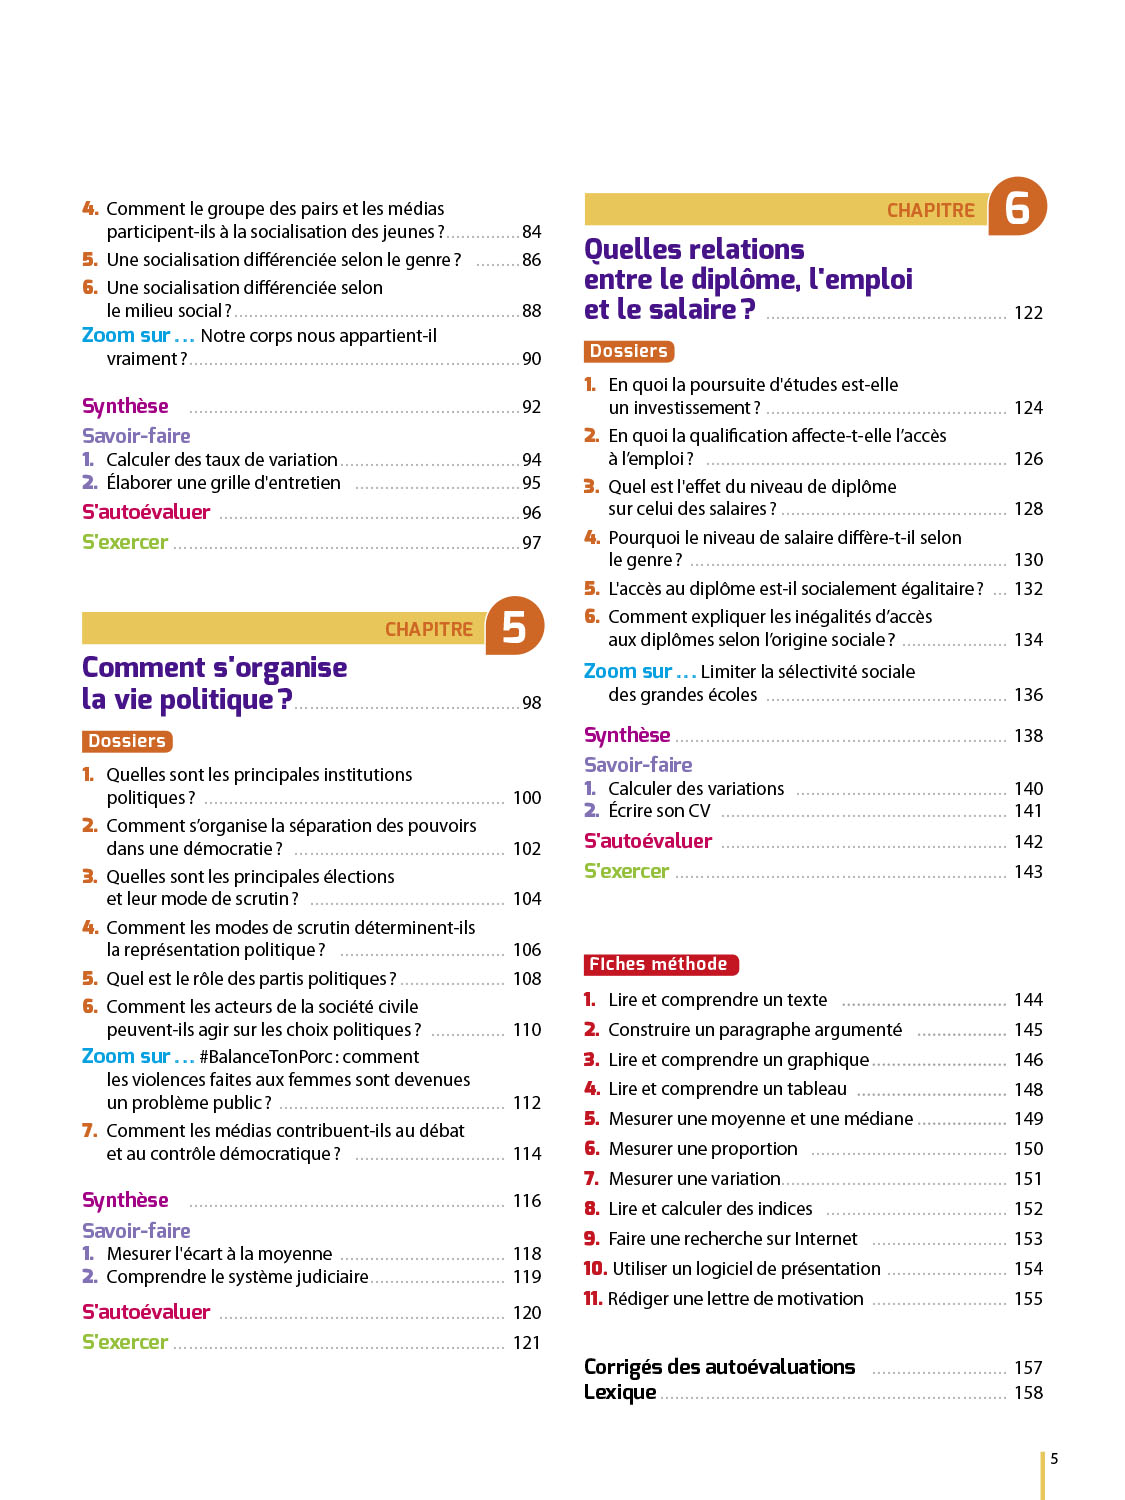 4. Comment le groupe des pairs et les médias
participent-ils à la socialisation des jeunes ? 84
5. Une socialisation différenciée selon le genre ? 86
6. Une socialisation différenciée selon
le milieu social ? 88
Zoom sur ... Notre corps nous appartient-il
vraiment ? 90
Synthèse 92
Savoir-faire
1. Calculer des taux de variation 94
2. Élaborer une grille d'entretien 95
S'autoévaluer 96
S'exercer 97
CHAPITRE 5
Comment s'organise
la vie politique ? 98
Dossiers
1. Quelles sont les principales institutions
politiques ? 100
2. Comment s'organise la séparation des pouvoirs
dans une démocratie ? 102
3. Quelles sont les principales élections
et leur mode de scrutin ? 104
4. Comment les modes de scrutin déterminent-ils
la représentation politique ? 106
5. Quel est le rôle des partis politiques ? 108
6. Comment les acteurs de la société civile
peuvent-ils agir sur les choix politiques ? 110
Zoom sur ... #BalanceTonPorc : comment
les violences faites aux femmes sont devenues
un problème public ? 112
7. Comment les médias contribuent-ils au débat
et au contrôle démocratique ? 114
Synthèse 116
Savoir-faire
1. Mesurer l'écart à la moyenne 118
2. Comprendre le système judiciaire 119
S'autoévaluer 120
S'exercer 121
CHAPITRE 6
Quelles relations
entre le diplôme, l'emploi
et le salaire ? 122
Dossiers
1. En quoi la poursuite d'études est-elle
un investissement ? 124
2. En quoi la qualification affecte-t-elle l'accès
à l'emploi ? 126
3. Quel est l'effet du niveau de diplôme
sur celui des salaires ? 128
4. Pourquoi le niveau de salaire diffère-t-il selon
le genre ? 130
5. L'accès au diplôme est-il socialement égalitaire ? 132
6. Comment expliquer les inégalités d'accès
aux diplômes selon l'origine sociale ? 134
Zoom sur ... Limiter la sélectivité sociale
des grandes écoles 136
Synthèse 138
Savoir-faire
1. Calculer des variations 140
2. Écrire son CV 141
S'autoévaluer 142
S'exercer 143
FIches méthode
1. Lire et comprendre un texte 144
2. Construire un paragraphe argumenté 145
3. Lire et comprendre un graphique 146
4. Lire et comprendre un tableau 148
5. Mesurer une moyenne et une médiane 149
6. Mesurer une proportion 150
7. Mesurer une variation 151
8. Lire et calculer des indices 152
9. Faire une recherche sur Internet 153
10. Utiliser un logiciel de présentation 154
11. Rédiger une lettre de motivation 155
Corrigés des autoévaluations 157
Lexique 158
5